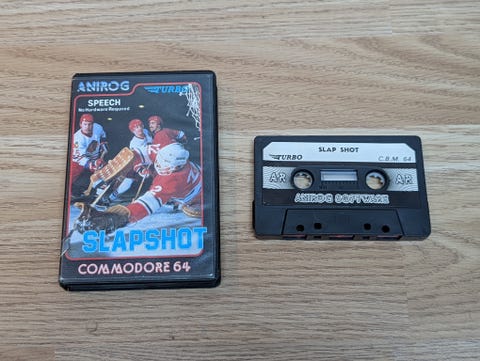 ANIROG
TURBO
SPEECH
No Hardware Required
SLAPSHOT
COMMODORE 64
SLAP SHOT
TURBO
C.B.M. 64
AR
AR
ANIROG SOFTWARE